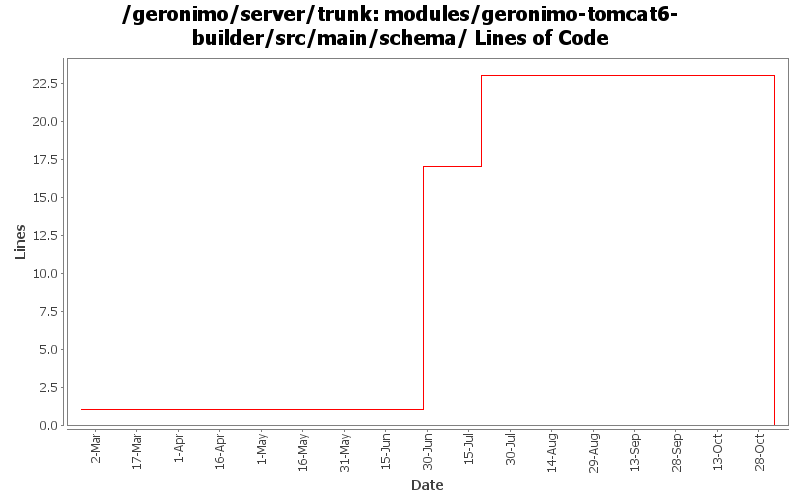 /geronimo/server/trunk: modules/geronimo-tomcat6-
builder/src/main/schema/ Lines of Code
22.5
20.0
17.5
15.0
12.5
10.0
7.5
5.0
2.5
0.0
Lines
2-Mar
17-Mar
1-Apr
16-Apr
1-May
16-May
31-May
15-Jun
30-Jun
15-Jul
30-Jul
14-Aug
29-Aug
13-Sep
28-Sep
13-Oct
28-Oct
Date